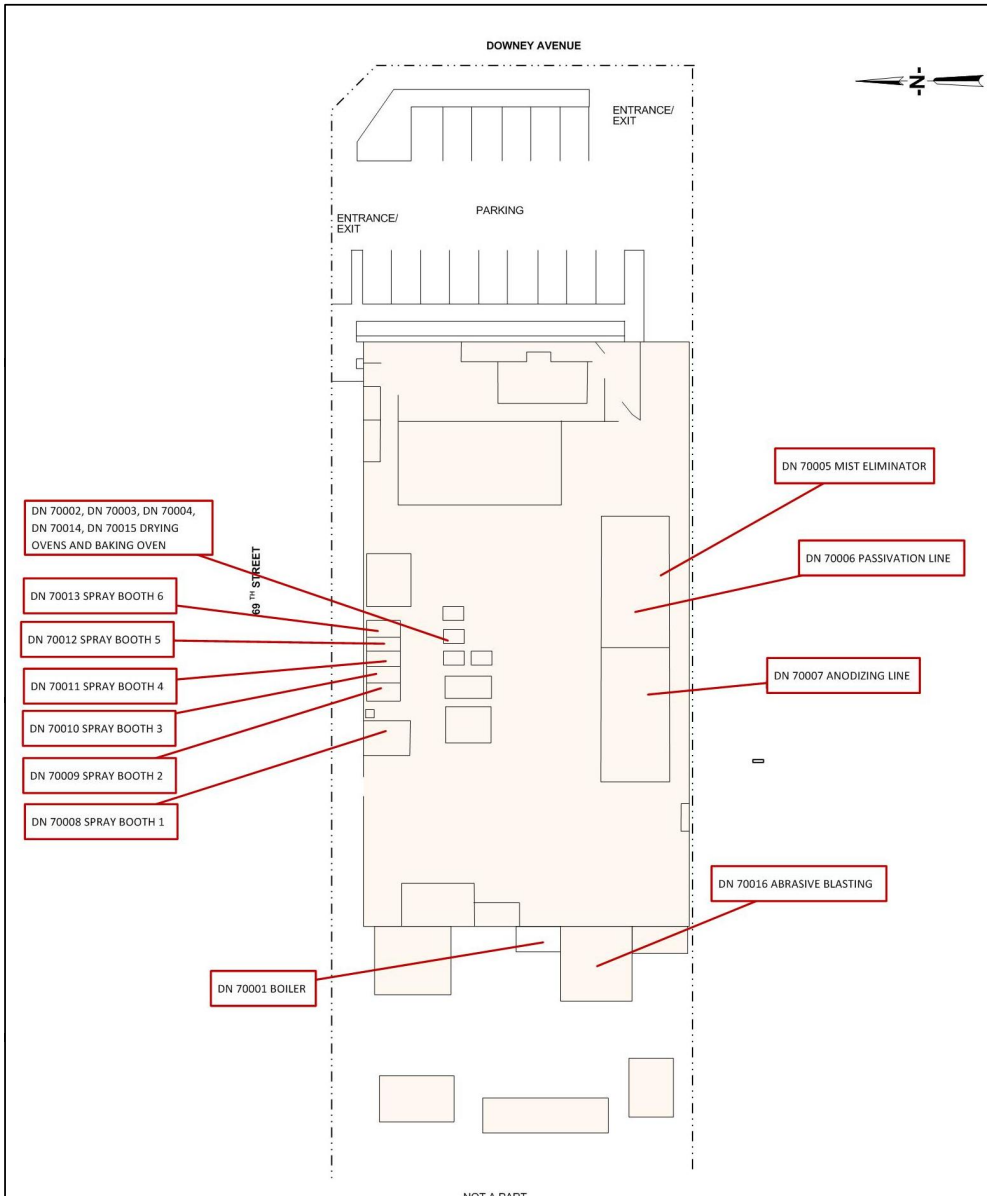 DOWNEY AVENUE
N
ENTRANCE/
EXIT
PARKING
ENTRANCE/
EXIT
DN 70005 MIST ELIMINATOR
DN 70002, DN 70003, DN 70004,
DN 70014, DN 70015 DRYING
OVENS AND BAKING OVEN
DN 70006 PASSIVATION LINE
69 TH STREET
DN 70013 SPRAY BOOTH 6
DN 70012 SPRAY BOOTH 5
DN 70011 SPRAY BOOTH 4
DN 70007 ANODIZING LINE
DN 70010 SPRAY BOOTH 3
DN 70009 SPRAY BOOTH 2
DN 70008 SPRAY BOOTH 1
DN 70016 ABRASIVE BLASTING
DN 70001 BOILER
NOT A PART